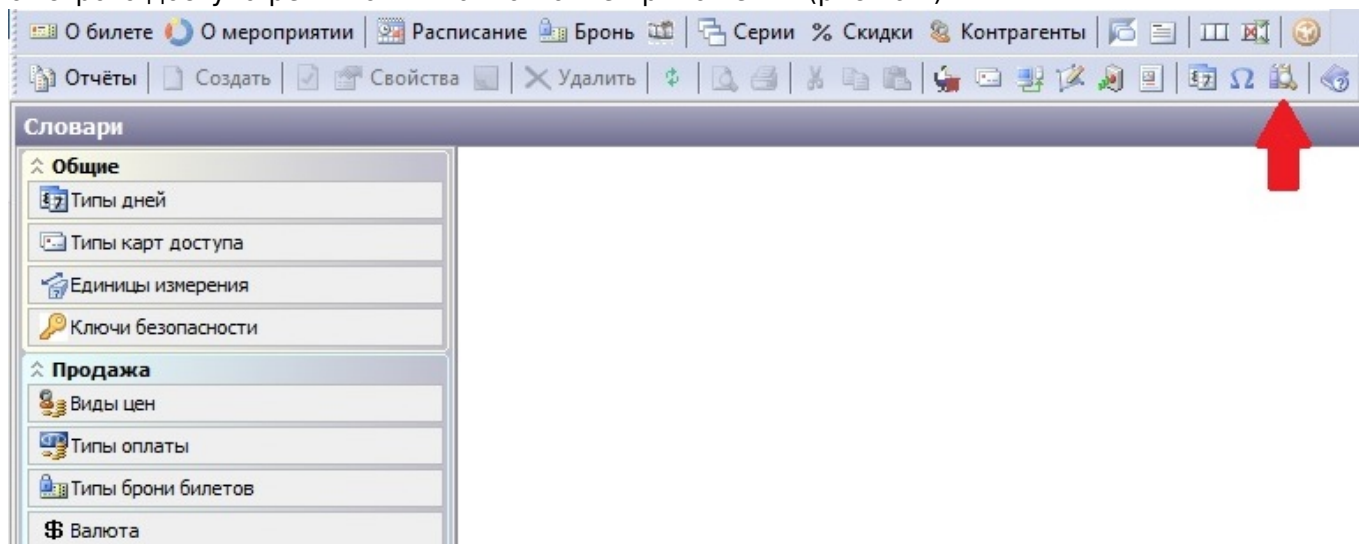 О билете О мероприятии Расписание Бронь Серии % Скидки Контрагенты
Отчёты Создать Свойства Удалить
Словари
Общие
Типы дней
Типы карт доступа
Единицы измерения
Ключи безопасности
Продажа
Виды цен
Типы оплаты
Типы брони билетов
Валюта